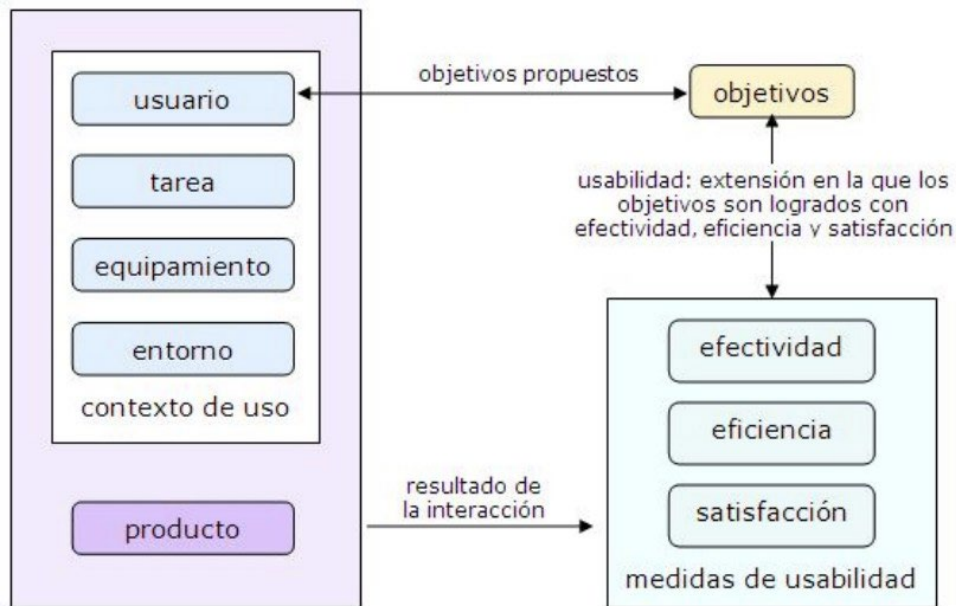 usuario
tarea
equipamiento
entorno
contexto de uso
producto
objetivos propuestos
objetivos
usabilidad: extensión en la que los
objetivos son logrados con
efectividad, eficiencia y satisfacción
resultado de
la interacción
efectividad
eficiencia
satisfacción
medidas de usabilidad